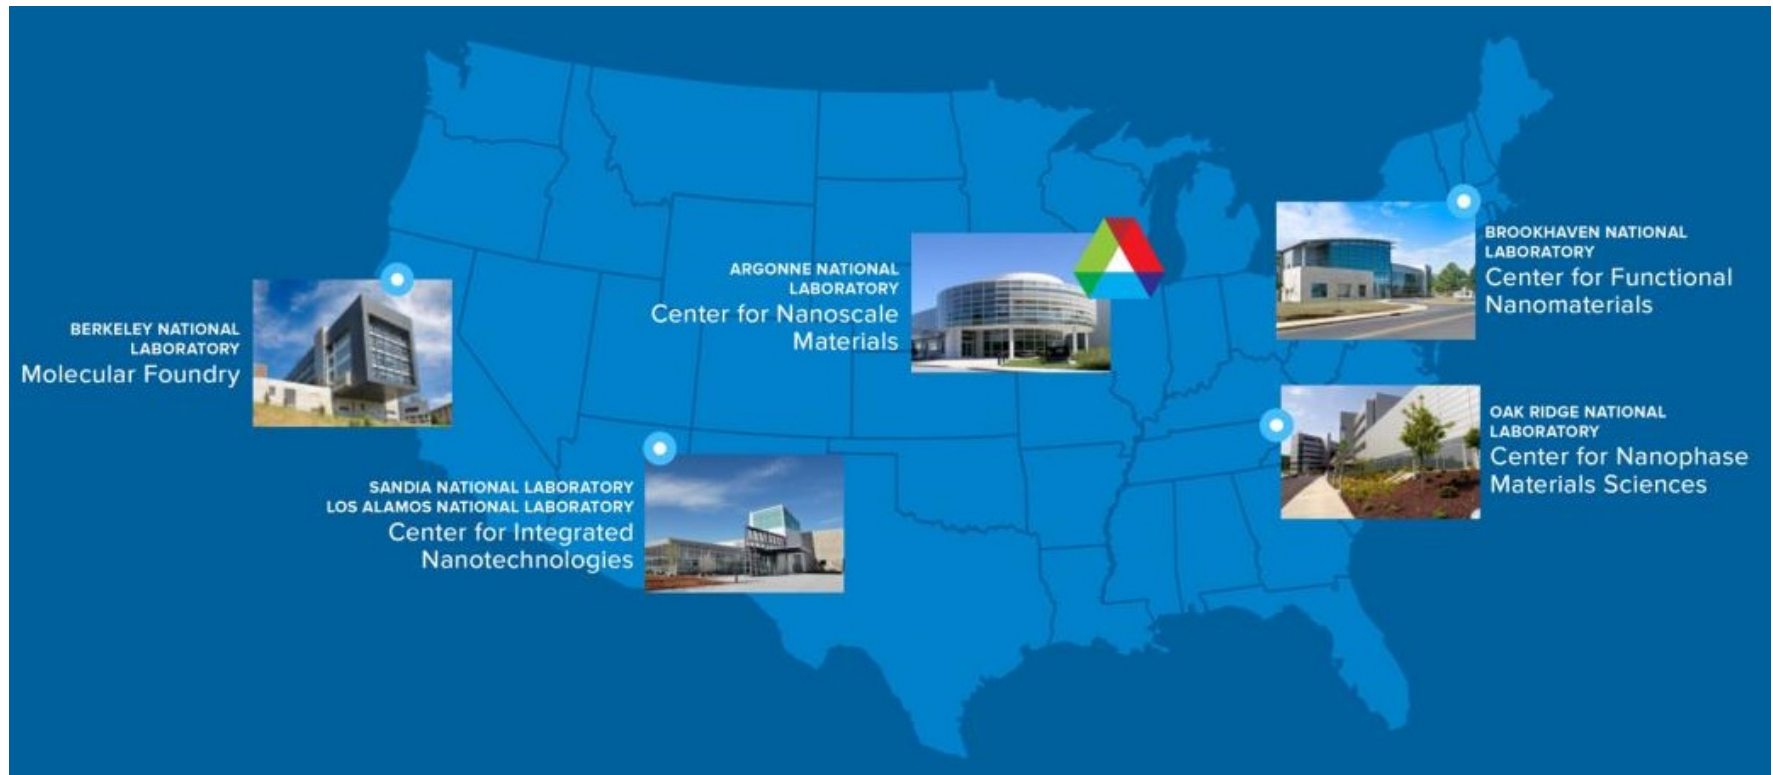 BERKELEY NATIONAL
LABORATORY
Molecular Foundry
SANDIA NATIONAL LABORATORY
LOS ALAMOS NATIONAL LABORATORY
Center for Integrated
Nanotechnologies
ARGONNE NATIONAL
LABORATORY
Center for Nanoscale
Materials
BROOKHAVEN NATIONAL
LABORATORY
Center for Functional
Nanomaterials
OAK RIDGE NATIONAL
LABORATORY
Center for Nanophase
Materials Sciences